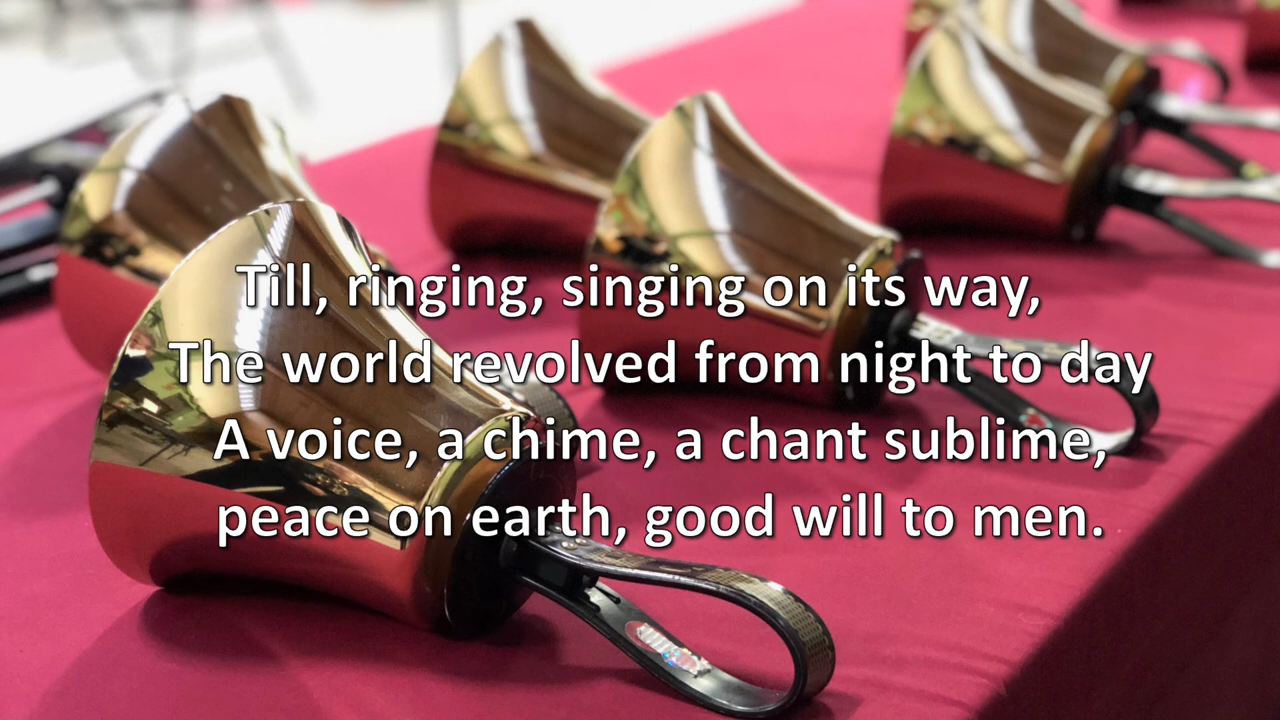 Till, ringing, singing on its way,
The world revolved from night to day
A voice, a chime, a chant sublime,
peace on earth, good will to men.